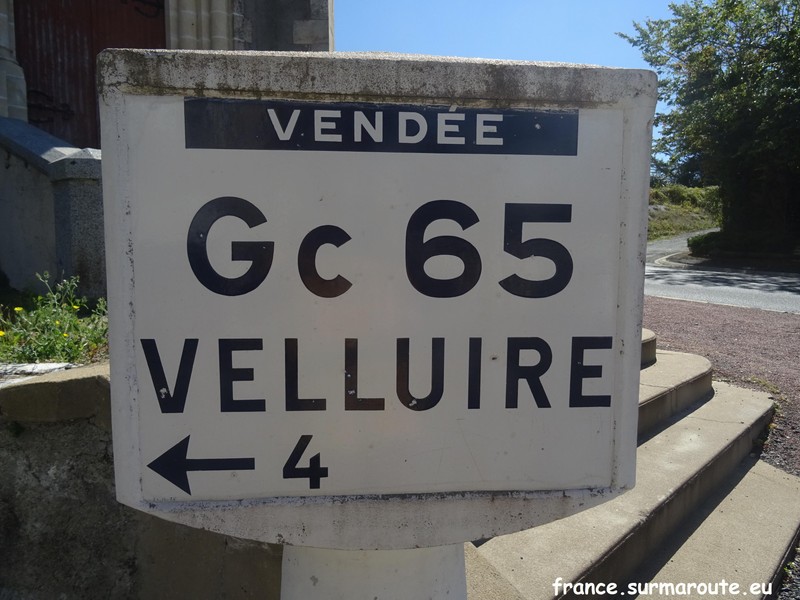 VENDÉE
Gc 65
VELLUIRE
← 4
france.surmaroute.eu